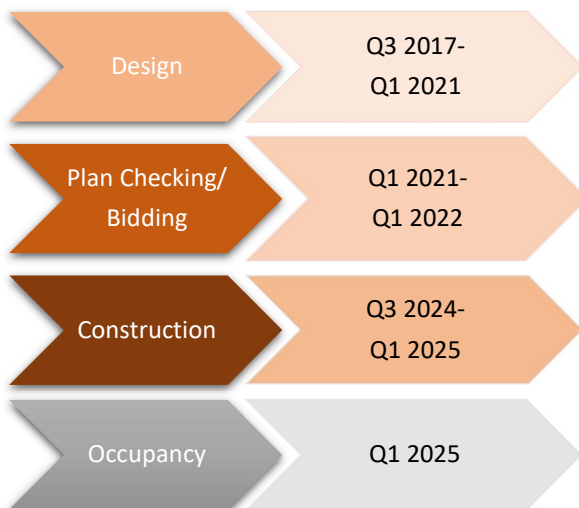 Design
Q3 2017-
Q1 2021
Plan Checking/
Bidding
Q1 2021-
Q1 2022
Construction
Q3 2024-
Q1 2025
Occupancy
Q1 2025